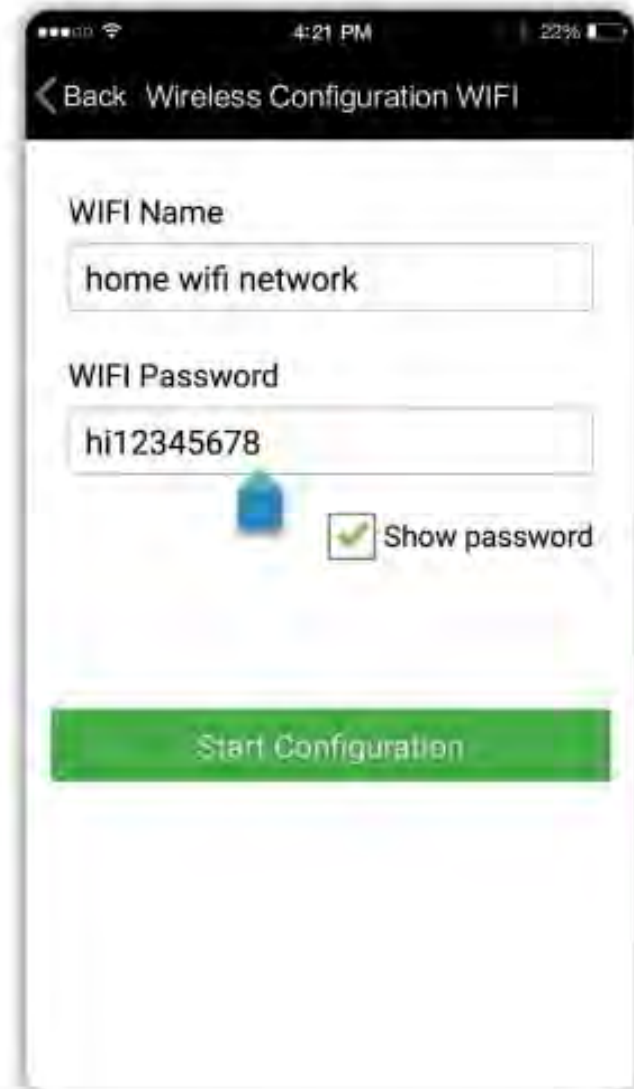 4:21 PM 22%
Back Wireless Configuration WIFI
WIFI Name
home wifi network
WIFI Password
hi12345678
Show password
Start Configuration